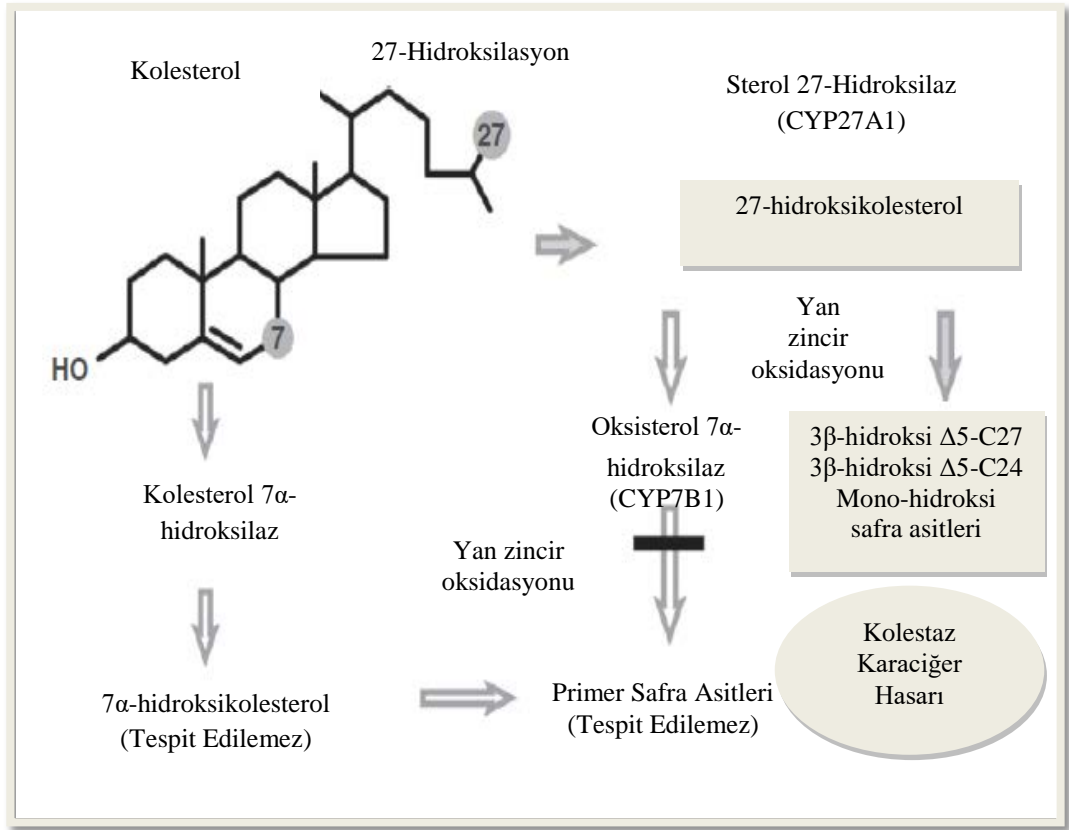 Kolesterol
27-Hidroksilasyon
Sterol 27-Hidroksilaz
(CYP27A1)
27
27-hidroksikolesterol
7
HO
Yan
zincir
oksidasyonu
Oksisterol 7α-
hidroksilaz
(CYP7B1)
3β-hidroksi Δ5-C27
3β-hidroksi Δ5-C24
Mono-hidroksi
safra asitleri
Kolesterol 7α-
hidroksilaz
Yan zincir
oksidasyonu
Kolestaz
Karaciğer
Hasarı
7α-hidroksikolesterol
(Tespit Edilemez)
Primer Safra Asitleri
(Tespit Edilemez)